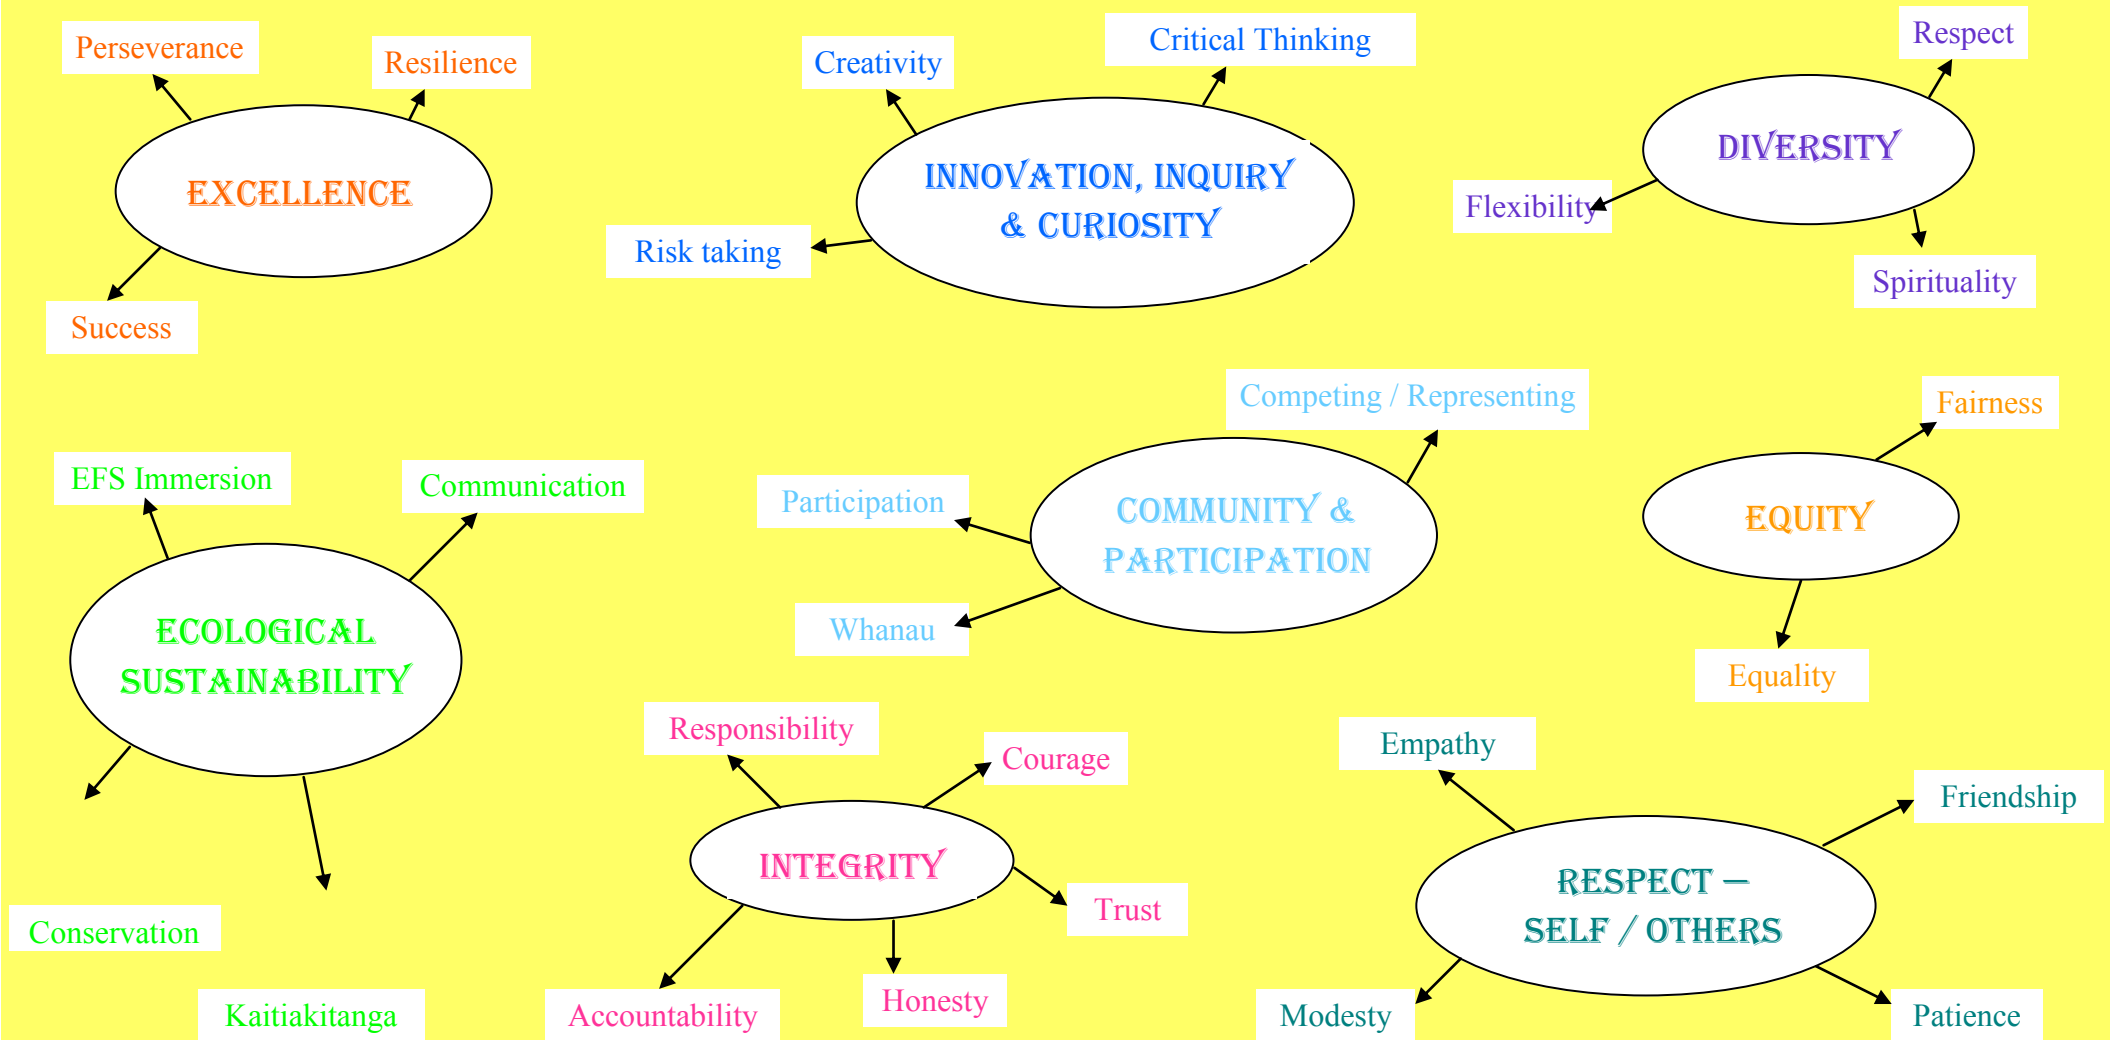 Perseverance
Resilience
EXCELLENCE
Success
Creativity
Critical Thinking
INNOVATION, INQUIRY
& CURIOSITY
Risk taking
Respect
DIVERSITY
Flexibility
Spirituality
EFS Immersion
Communication
ECOLOGICAL
SUSTAINABILITY
Conservation
Kaitiakitanga
Competing / Representing
Participation
COMMUNITY &
PARTICIPATION
Whanau
Fairness
EQUITY
Equality
Responsibility
Courage
INTEGRITY
Trust
Accountability
Honesty
Empathy
Friendship
RESPECT –
SELF / OTHERS
Modesty
Patience